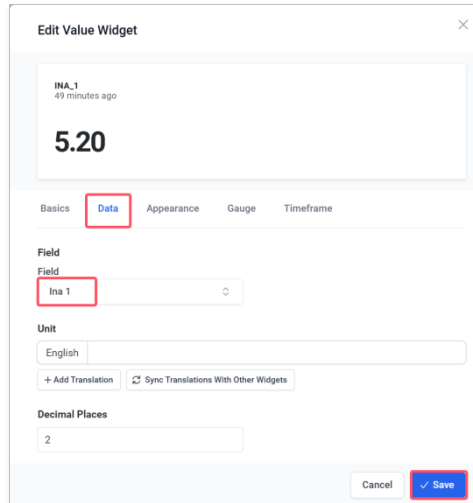 Edit Value Widget
INA_1
49 minutes ago
5.20
Basics Data Appearance Gauge Timeframe
Field
Field
Ina 1
Unit
English
+ Add Translation Sync Translations With Other Widgets
Decimal Places
2
Cancel Save